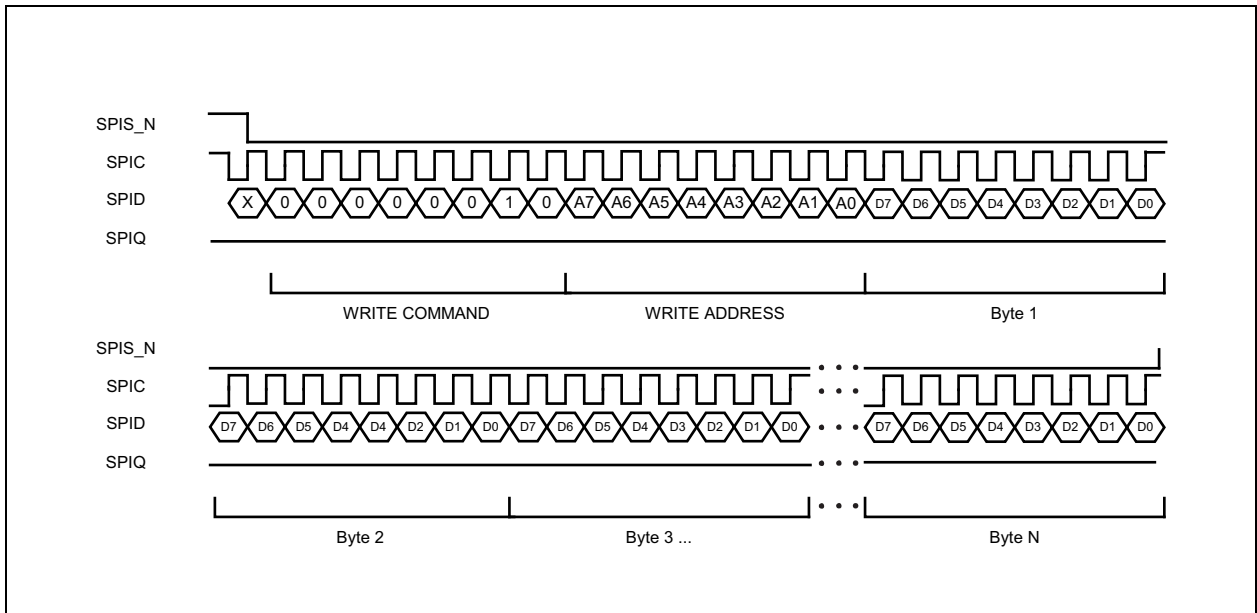 SPIS_N
SPIC
SPID X 0 0 0 0 0 0 1 0 A7 A6 A5 A4 A3 A2 A1 A0 D7 D6 D5 D4 D3 D2 D1 D0
SPIQ
WRITE COMMAND WRITE ADDRESS Byte 1
SPIS_N
SPIC
SPID D7 D6 D5 D4 D4 D2 D1 D0 D7 D6 D5 D4 D3 D2 D1 D0 D7 D6 D5 D4 D3 D2 D1 D0
SPIQ
Byte 2 Byte 3 ... Byte N